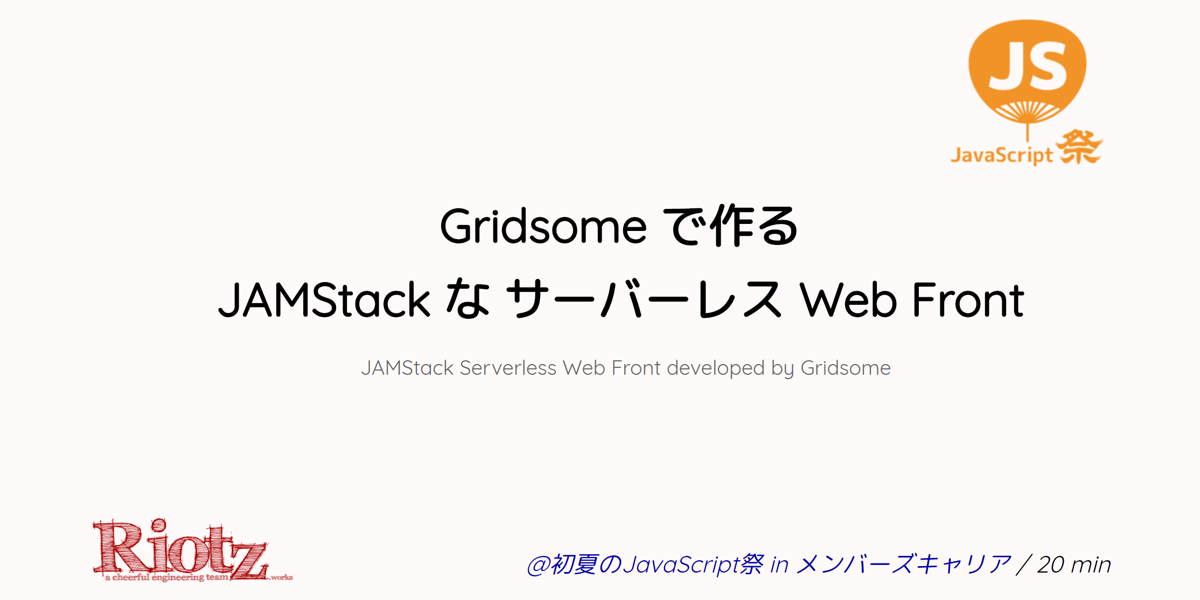 JS
JavaScript祭
Gridsome で作る
JAMStack な サーバーレス Web Front
JAMStack Serverless Web Front developed by Gridsome
Riotz
a cheerful engineering team .works
@初夏のJavaScript祭 in メンバーズキャリア / 20 min